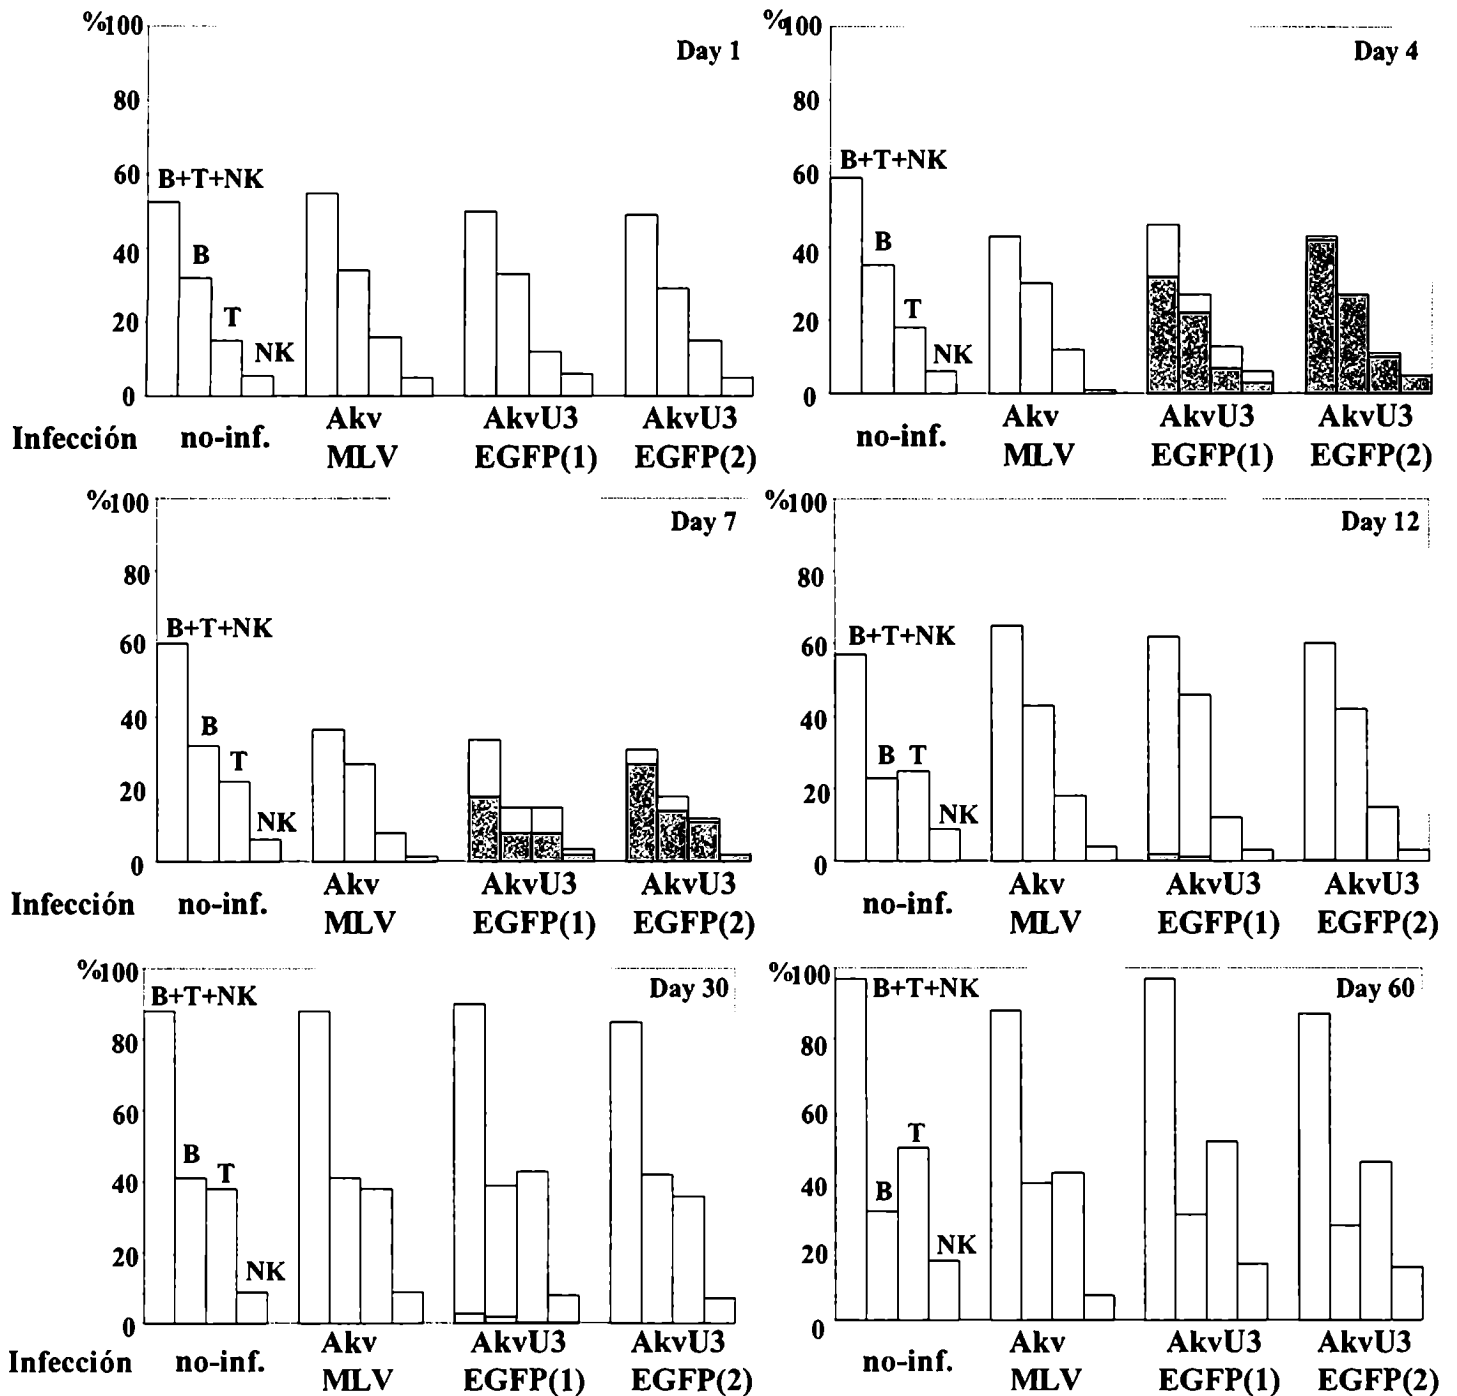 %100
Day 1
80
60
B+T+NK
40
B
20
T
NK
0
Infección
no-inf.
Akv
MLV
AkvU3
EGFP(1)
AkvU3
EGFP(2)
%100
Day 4
80
60
B+T+NK
40
B
20
T
NK
0
no-inf.
Akv
MLV
AkvU3
EGFP(1)
AkvU3
EGFP(2)
%100
Day 7
80
60
B+T+NK
40
B
T
20
NK
0
Infección
no-inf.
Akv
MLV
AkvU3
EGFP(1)
AkvU3
EGFP(2)
%100
Day 12
80
60
B+T+NK
40
B
T
20
NK
0
no-inf.
Akv
MLV
AkvU3
EGFP(1)
AkvU3
EGFP(2)
%100
Day 30
B+T+NK
80
60
40
B
T
20
NK
0
Infección
no-inf.
Akv
MLV
AkvU3
EGFP(1)
AkvU3
EGFP(2)
%100
Day 60
B+T+NK
80
60
T
40
B
20
NK
0
no-inf.
Akv
MLV
AkvU3
EGFP(1)
AkvU3
EGFP(2)